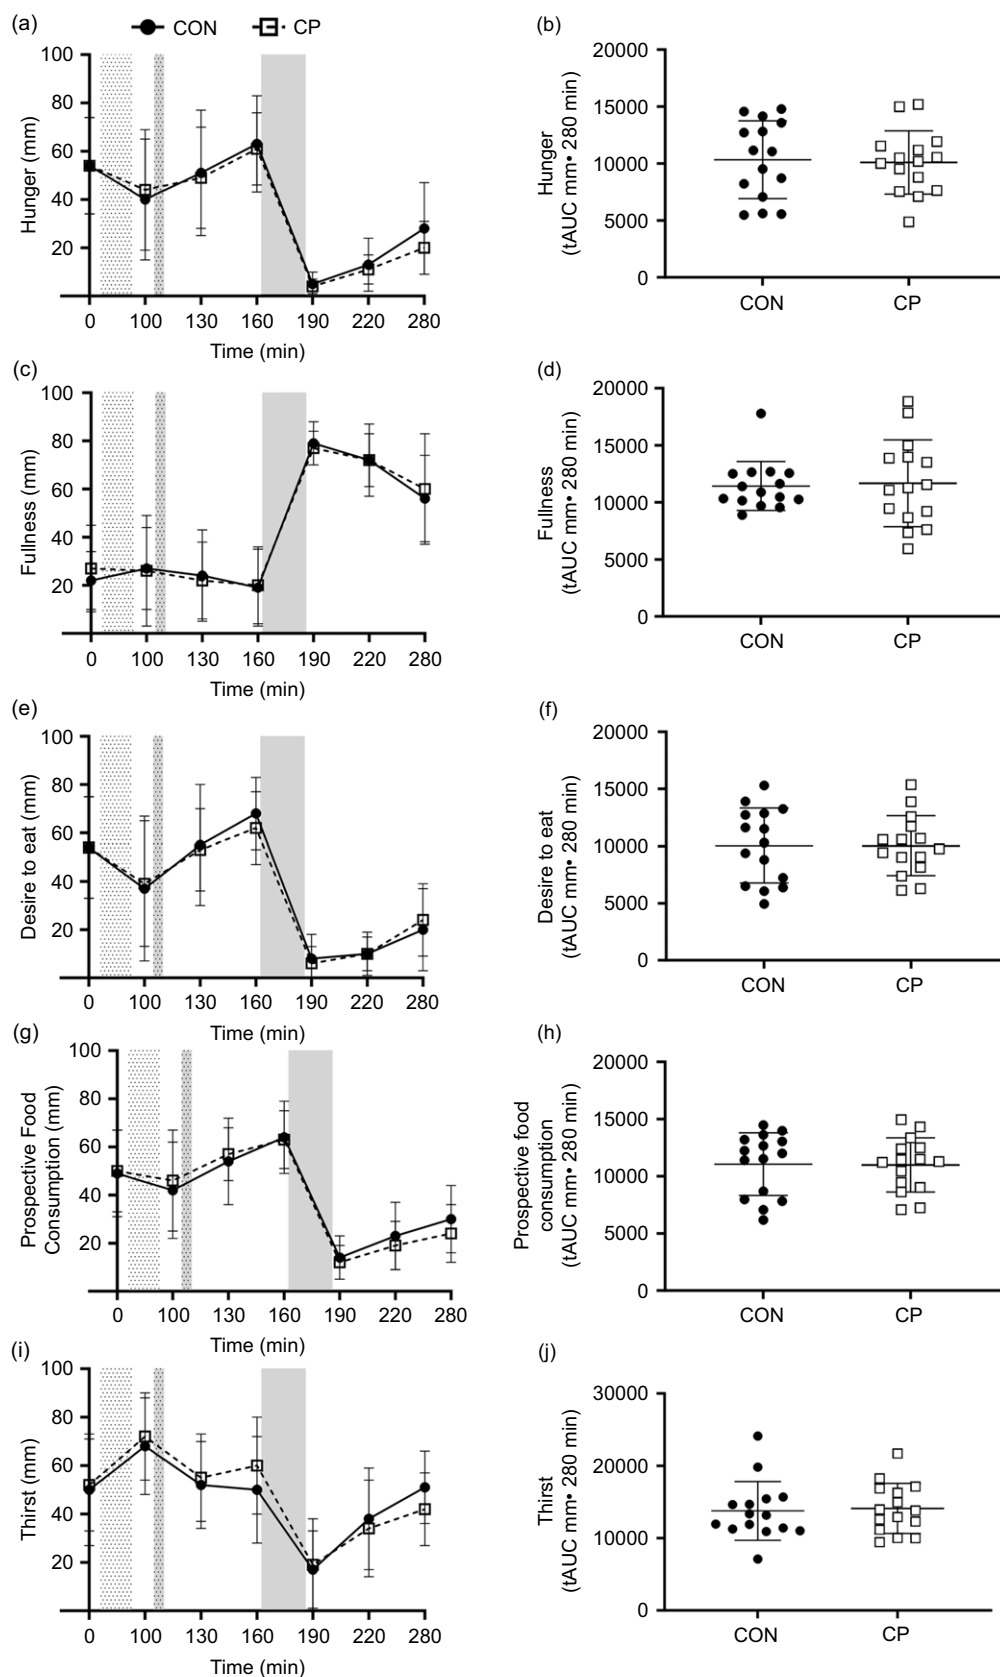 (a)
CON
CP
100
80
60
40
20
Hunger (mm)
0 100 130 160 190 220 280
Time (min)
(b)
20000
15000
10000
5000
0
Hunger
(tAUC mm• 280 min)
CON CP
(c)
100
80
60
40
20
Fullness (mm)
0 100 130 160 190 220 280
Time (min)
(d)
20000
15000
10000
5000
0
Fullness
(tAUC mm• 280 min)
CON CP
(e)
100
80
60
40
20
Desire to eat (mm)
0 100 130 160 190 220 280
Time (min)
(f)
20000
15000
10000
5000
0
Desire to eat
(tAUC mm• 280 min)
CON CP
(g)
100
80
60
40
20
Prospective Food
Consumption (mm)
0 100 130 160 190 220 280
Time (min)
(h)
20000
15000
10000
5000
0
Prospective food
consumption
(tAUC mm• 280 min)
CON CP
(i)
100
80
60
40
20
Thirst (mm)
0 100 130 160 190 220 280
Time (min)
(j)
30000
20000
10000
0
Thirst
(tAUC mm• 280 min)
CON CP